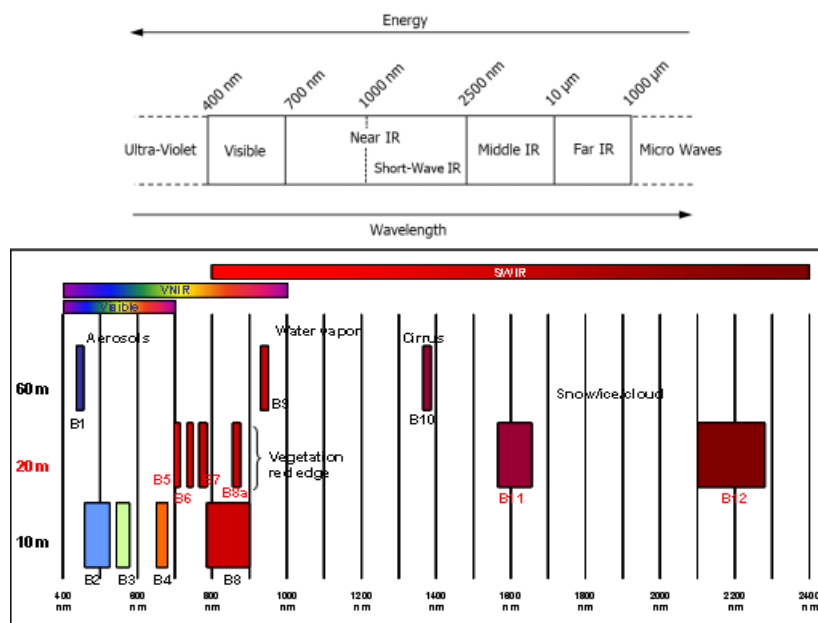 Energy
400 nm 700 nm 1000 nm 2500 nm 10 µm 1000 µm
Ultra-Violet Visible Near IR Short-Wave IR Middle IR Far IR Micro Waves
Wavelength
SWIR
VNIR
Visible
Aerosols Water vapor Cirrus
60 m
B1 B9 B10
Snow/ice/cloud
20 m
B5 B6 B7 B8a
Vegetation
red edge
B11 B12
10 m
B2 B3 B4 B8
400 nm 600 nm 800 nm 1000 nm 1200 nm 1400 nm 1600 nm 1800 nm 2000 nm 2200 nm 2400 nm